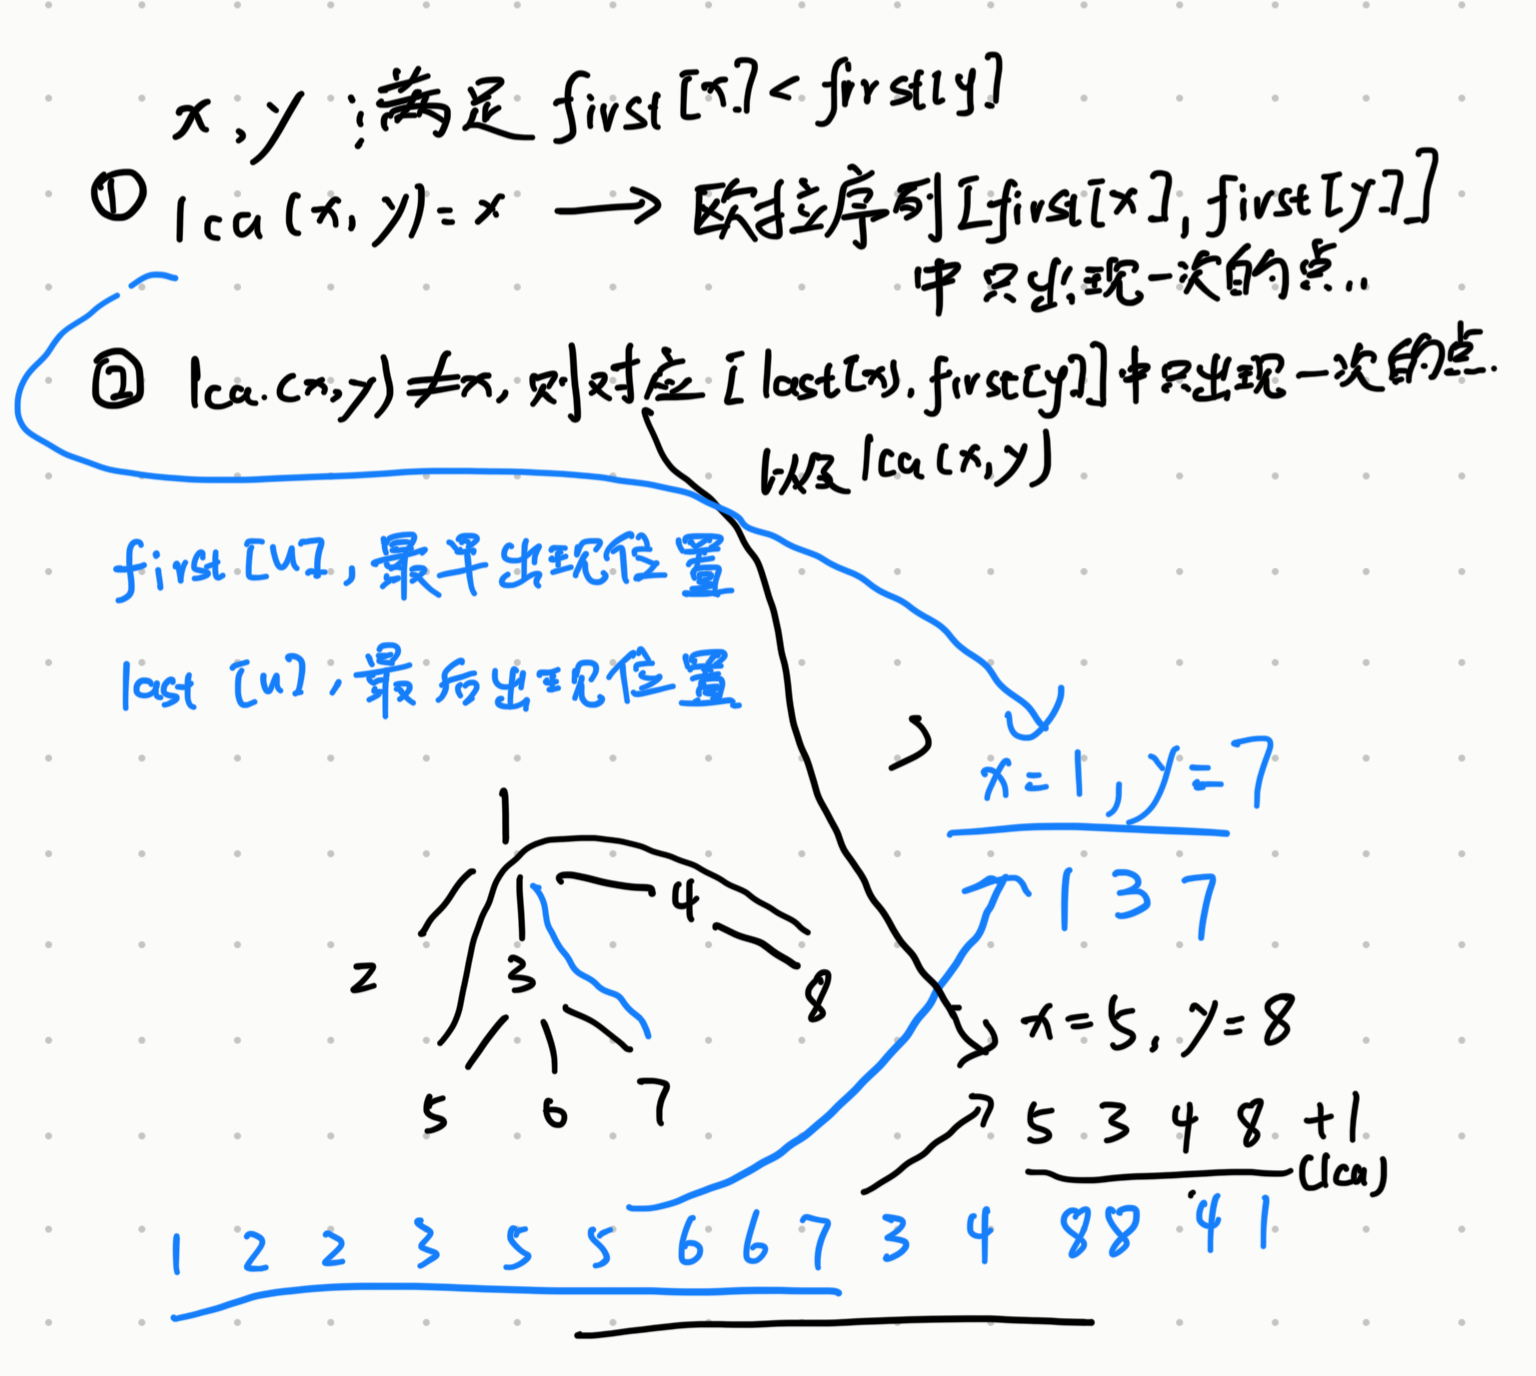 x,y 满足 first[x]<first[y]
① lca(x,y)=x → 欧拉序列[first[x],first[y]]
中只出现一次的点..
② lca.(x,y)≠x,则对应[last[x].first[y]]中只出现一次的点.
以及lca(x,y)
first[u],最早出现位置
last[u],最后出现位置
x=1,y=7
1 3 7
1
4
2 3 8
5 6 7
x=5,y=8
5 3 4 8 +1
(lca)
1 2 2 3 5 5 6 6 7 3 4 8 8 4 1